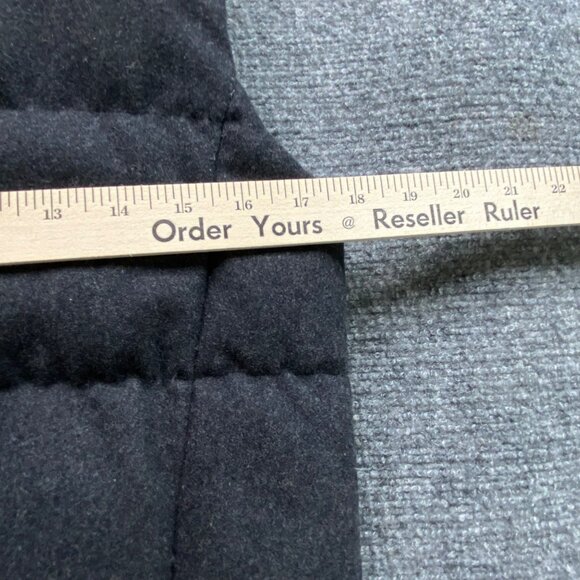 13 14 15 16 17 18 19 20 21 22
Order Yours @ Reseller Ruler